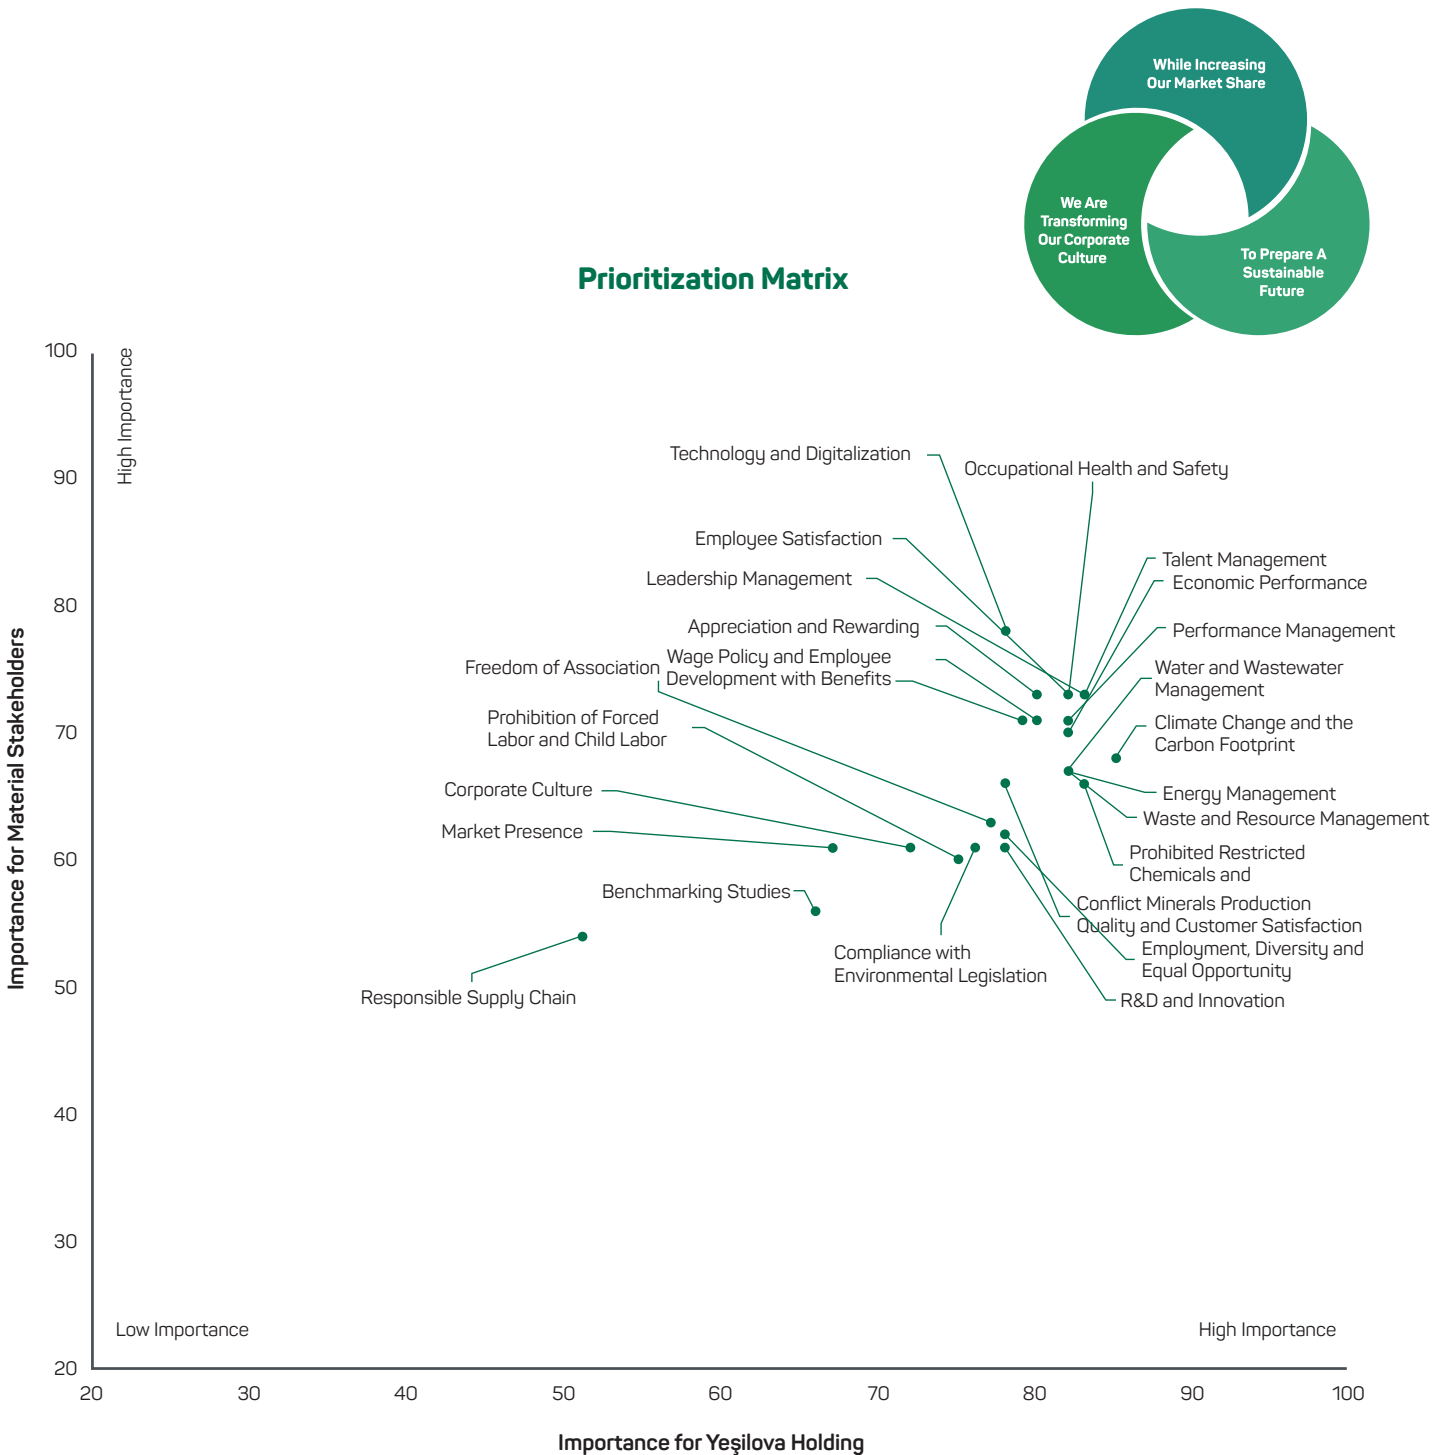 While Increasing
Our Market Share
We Are
Transforming
Our Corporate
Culture
To Prepare A
Sustainable
Future
Prioritization Matrix
Importance for Material Stakeholders
100
90
80
70
60
50
40
30
20
High Importance
Technology and Digitalization
Occupational Health and Safety
Employee Satisfaction
Leadership Management
Talent Management
Economic Performance
Appreciation and Rewarding
Performance Management
Freedom of Association
Wage Policy and Employee
Development with Benefits
Water and Wastewater
Management
Prohibition of Forced
Labor and Child Labor
Climate Change and the
Carbon Footprint
Corporate Culture
Energy Management
Waste and Resource Management
Market Presence
Prohibited Restricted
Chemicals and
Benchmarking Studies
Conflict Minerals Production
Quality and Customer Satisfaction
Compliance with
Environmental Legislation
Employment, Diversity and
Equal Opportunity
Responsible Supply Chain
R&D and Innovation
Low Importance
High Importance
20
30
40
50
60
70
80
90
100
Importance for Yeşilova Holding